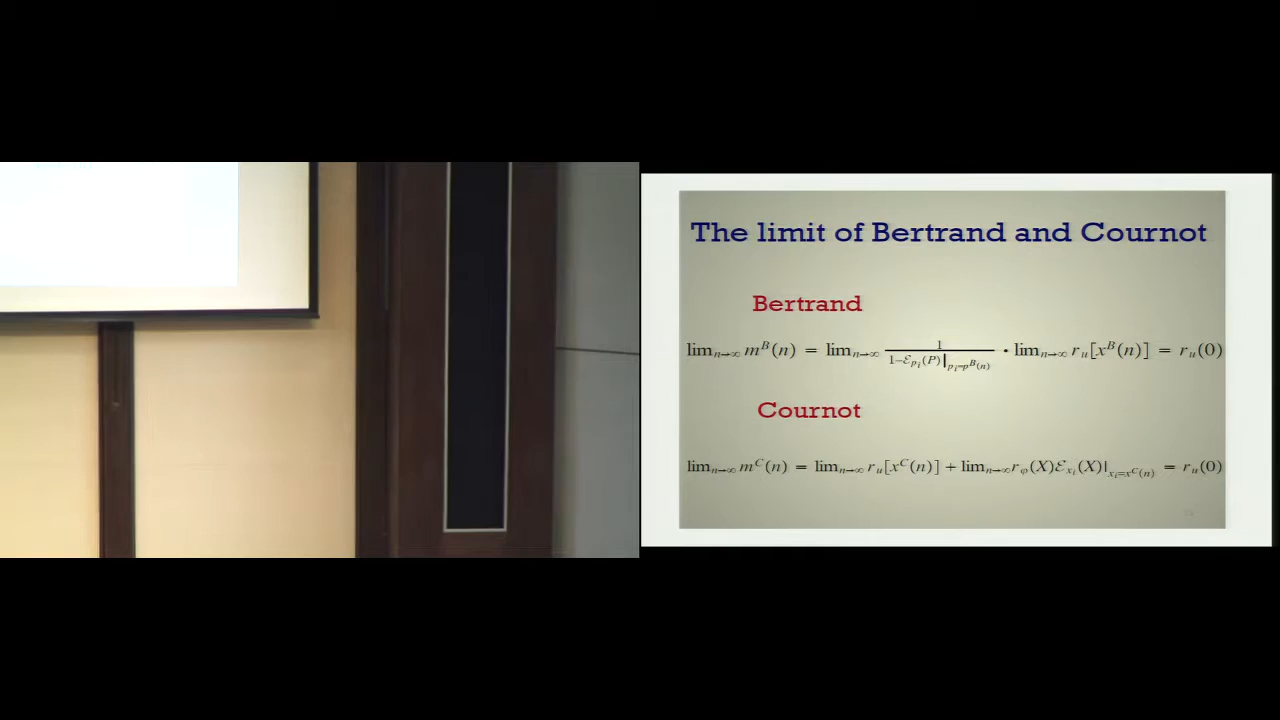 The limit of Bertrand and Cournot
Bertrand
lim_{n→∞} m^B(n) = lim_{n→∞} \frac{1}{1−ℰ_{p_i}(P)|_{p_i=p^B(n)}} · lim_{n→∞} r_u[x^B(n)] = r_u(0)
Cournot
lim_{n→∞} m^C(n) = lim_{n→∞} r_u[x^C(n)] + lim_{n→∞} r_φ(X)ℰ_{x_i}(X)|_{x_i=x^C(n)} = r_u(0)